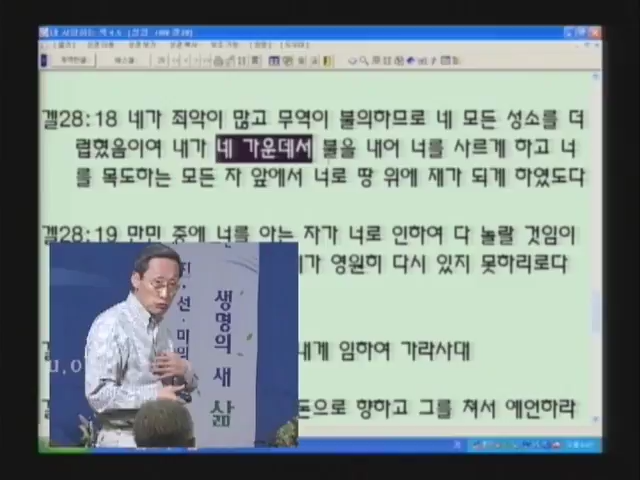 겔28:18 네가 죄악이 많고 무역이 불의하므로 네 모든 성소를 더
럽혔음이여 내가 네 가운데서 불을 내어 너를 사르게 하고 너
를 목도하는 모든 자 앞에서 너로 땅 위에 재가 되게 하였도다
겔28:19 만민 중에 너를 아는 자가 너로 인하여 다 놀랄 것임이
가 영원히 다시 있지 못하리로다
임하여 가라사대
으로 향하고 그를 쳐서 예언하라
진·선·미
생명의 새 삶